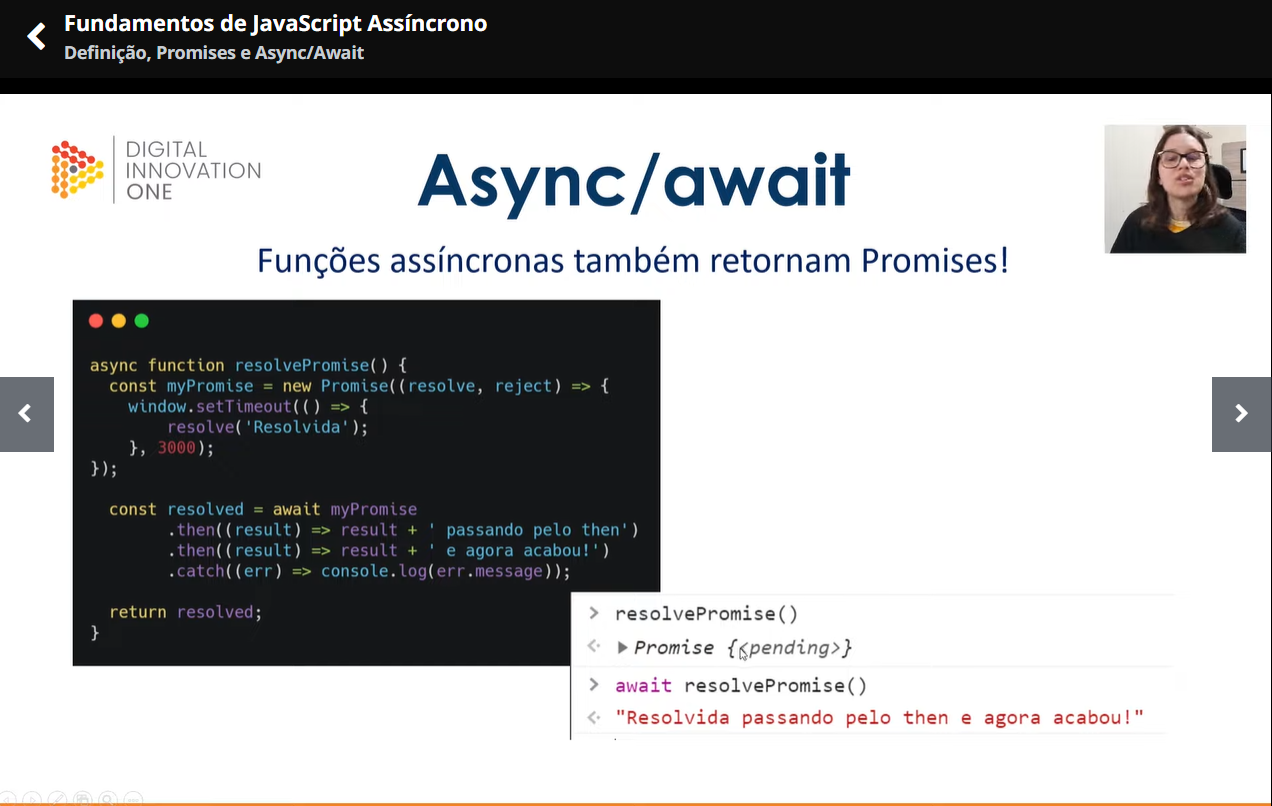 Fundamentos de JavaScript Assíncrono
Definição, Promises e Async/Await
DIGITAL
INNOVATION
ONE
Async/await
Funções assíncronas também retornam Promises!
async function resolvePromise() {
  const myPromise = new Promise((resolve, reject) => {
    window.setTimeout(() => {
        resolve('Resolvida');
    }, 3000);
});
  const resolved = await myPromise
        .then((result) => result + ' passando pelo then')
        .then((result) => result + ' e agora acabou!')
        .catch((err) => console.log(err.message));
  return resolved;
}
> resolvePromise()
Promise {<pending>}
> await resolvePromise()
"Resolvida passando pelo then e agora acabou!"